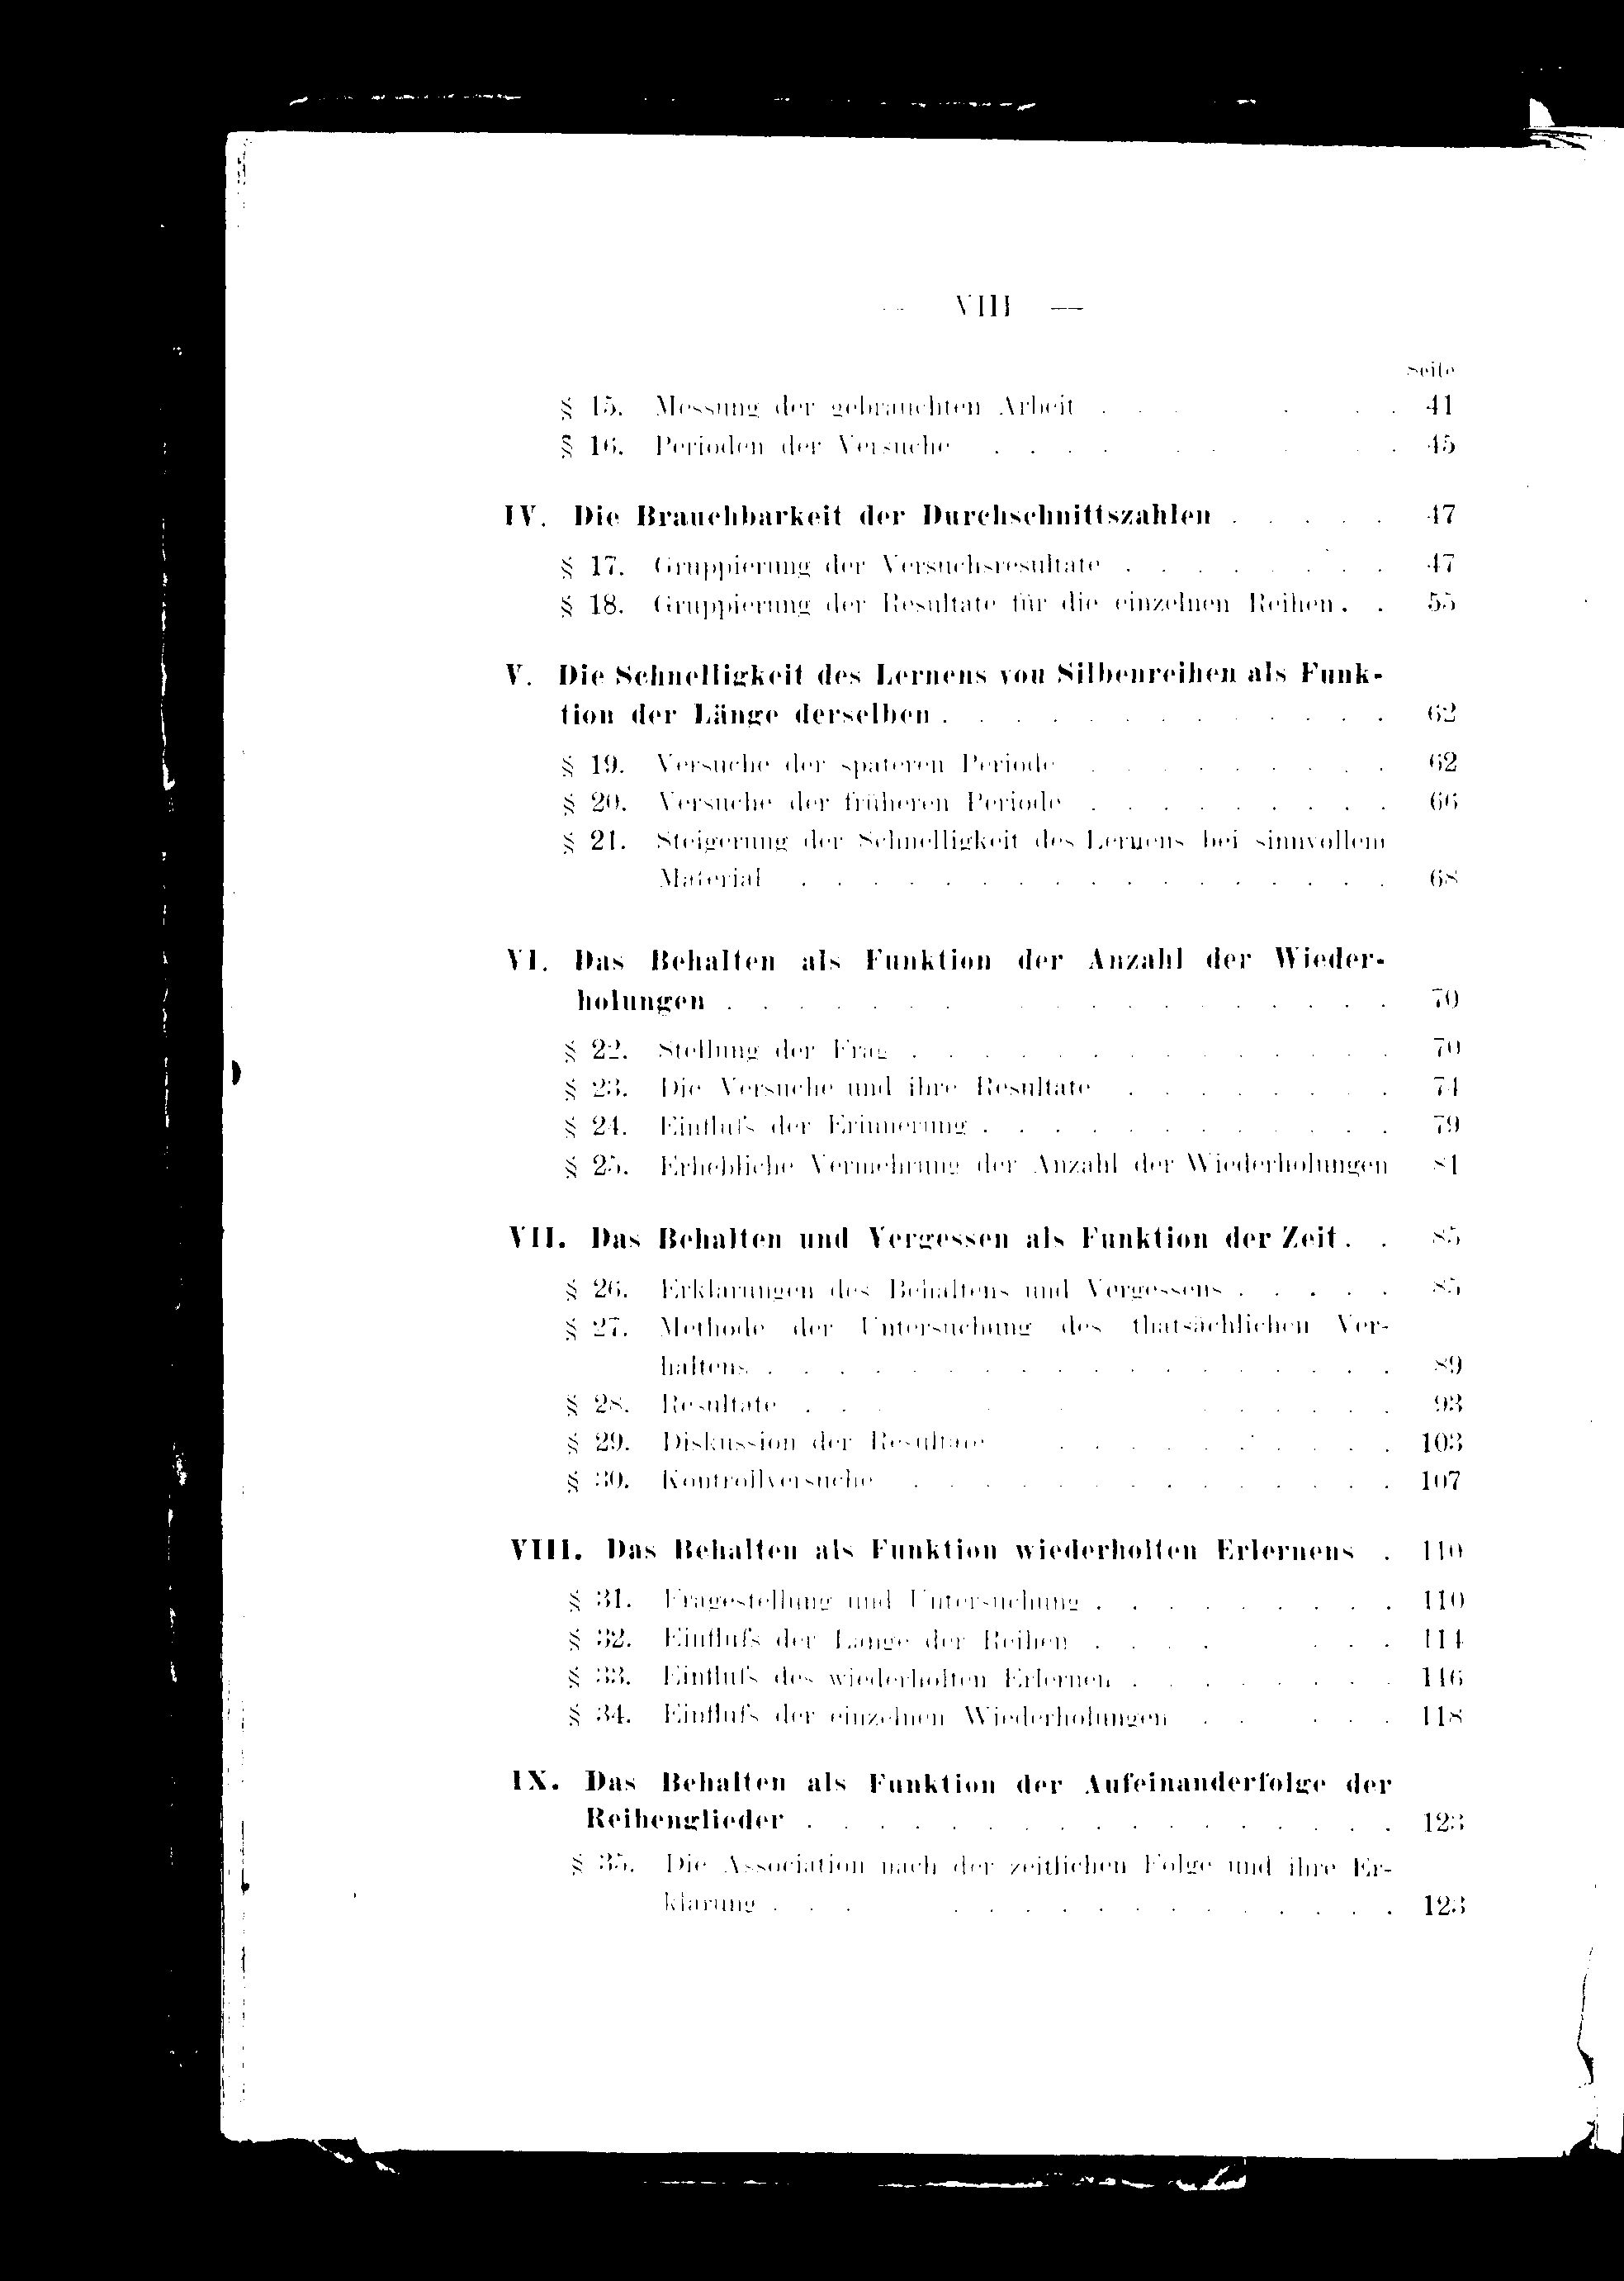 — VIII —
Seite
§ 15. Messung der gebrauchten Arbeit . . . . . . . 41
§ 16. Perioden der Versuche . . . . . . . . . 45
IV. Die Brauchbarkeit der Durchschnittszahlen . . . . . 47
§ 17. Gruppierung der Versuchsresultate . . . . . . . . 47
§ 18. Gruppierung der Resultate für die einzelnen Reihen . . 55
V. Die Schnelligkeit des Lernens von Silbenreihen als Funk-
tion der Länge derselben . . . . . . . . . . . . . 62
§ 19. Versuche der späteren Periode . . . . . . . . . 62
§ 20. Versuche der früheren Periode . . . . . . . . . 66
§ 21. Steigerung der Schnelligkeit des Lernens bei sinnvollem
Material . . . . . . . . . . . . . . . . . 68
VI. Das Behalten als Funktion der Anzahl der Wieder-
holungen . . . . . . . . . . . . . . . . . . 70
§ 22. Stellung der Frag . . . . . . . . . . . . . . 70
§ 23. Die Versuche und ihre Resultate . . . . . . . . 74
§ 24. Einfluſs der Erinnerung . . . . . . . . . . . . 79
§ 25. Erhebliche Vermehrung der Anzahl der Wiederholungen 81
VII. Das Behalten und Vergessen als Funktion der Zeit . . 85
§ 26. Erklärungen des Behaltens und Vergessens . . . . . 85
§ 27. Methode der Untersuchung des thatsächlichen Ver-
haltens . . . . . . . . . . . . . . . . . . 89
§ 28. Resultate . . . . . . . . . . . 93
§ 29. Diskussion der Resultate . . . . . . . . . . 103
§ 30. Kontrollversuche . . . . . . . . . . . . . . 107
VIII. Das Behalten als Funktion wiederholten Erlernens . 110
§ 31. Fragestellung und Untersuchung . . . . . . . . . 110
§ 32. Einfluſs der Länge der Reihen . . . . . . . 114
§ 33. Einfluſs des wiederholten Erlernen . . . . . . . . 116
§ 34. Einfluſs der einzelnen Wiederholungen . . . . . 118
IX. Das Behalten als Funktion der Aufeinanderfolge der
Reihenglieder . . . . . . . . . . . . . . . . . 123
§ 35. Die Association nach der zeitlichen Folge und ihre Er-
klärung . . . . . . . . . . . . . . . . 123